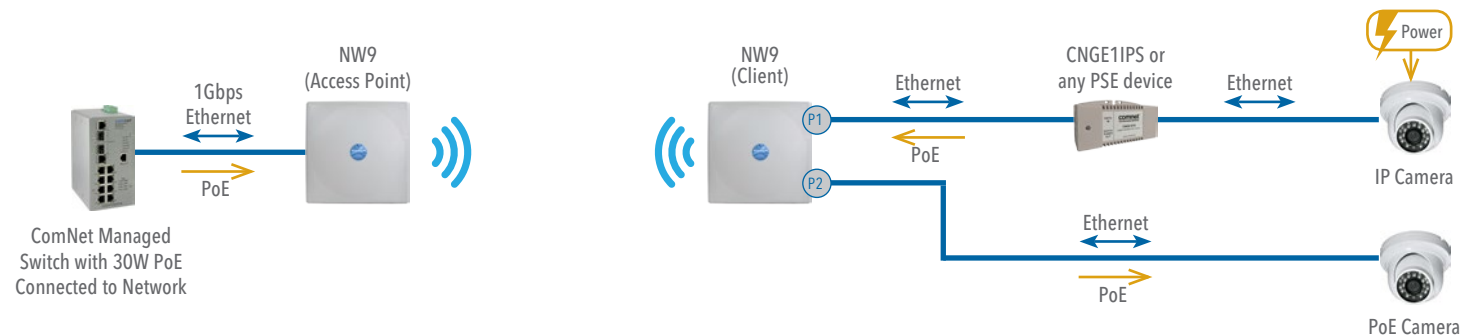 NW9
(Access Point)
1Gbps
Ethernet
PoE
ComNet Managed
Switch with 30W PoE
Connected to Network
NW9
(Client)
P1
P2
Ethernet
PoE
CNGE1IPS or
any PSE device
comnet
Ethernet
Power
IP Camera
Ethernet
PoE
PoE Camera